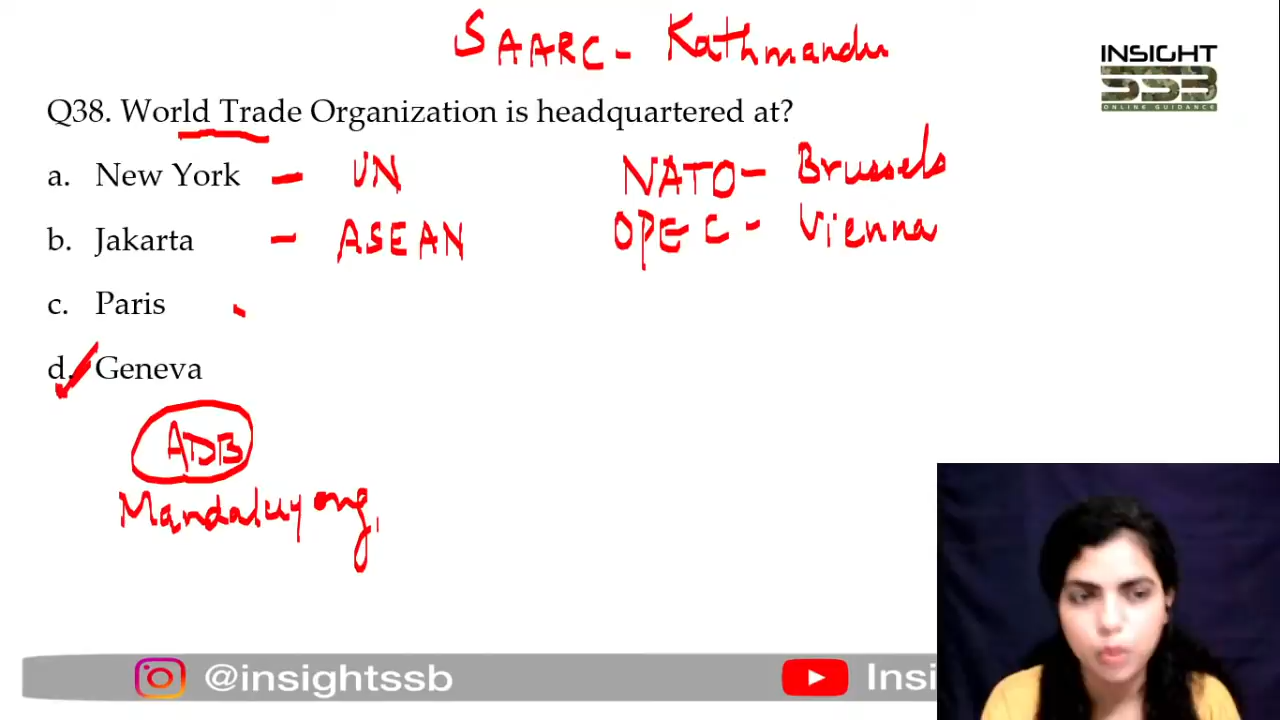 SAARC - Kathmandu
INSIGHT
SSB
ONLINE GUIDANCE
Q38. World Trade Organization is headquartered at?
a. New York - UN
NATO - Brussels
b. Jakarta - ASEAN
OPEC - Vienna
c. Paris
d. Geneva
ADB
Mandaluyong,
@insightssb
Insi